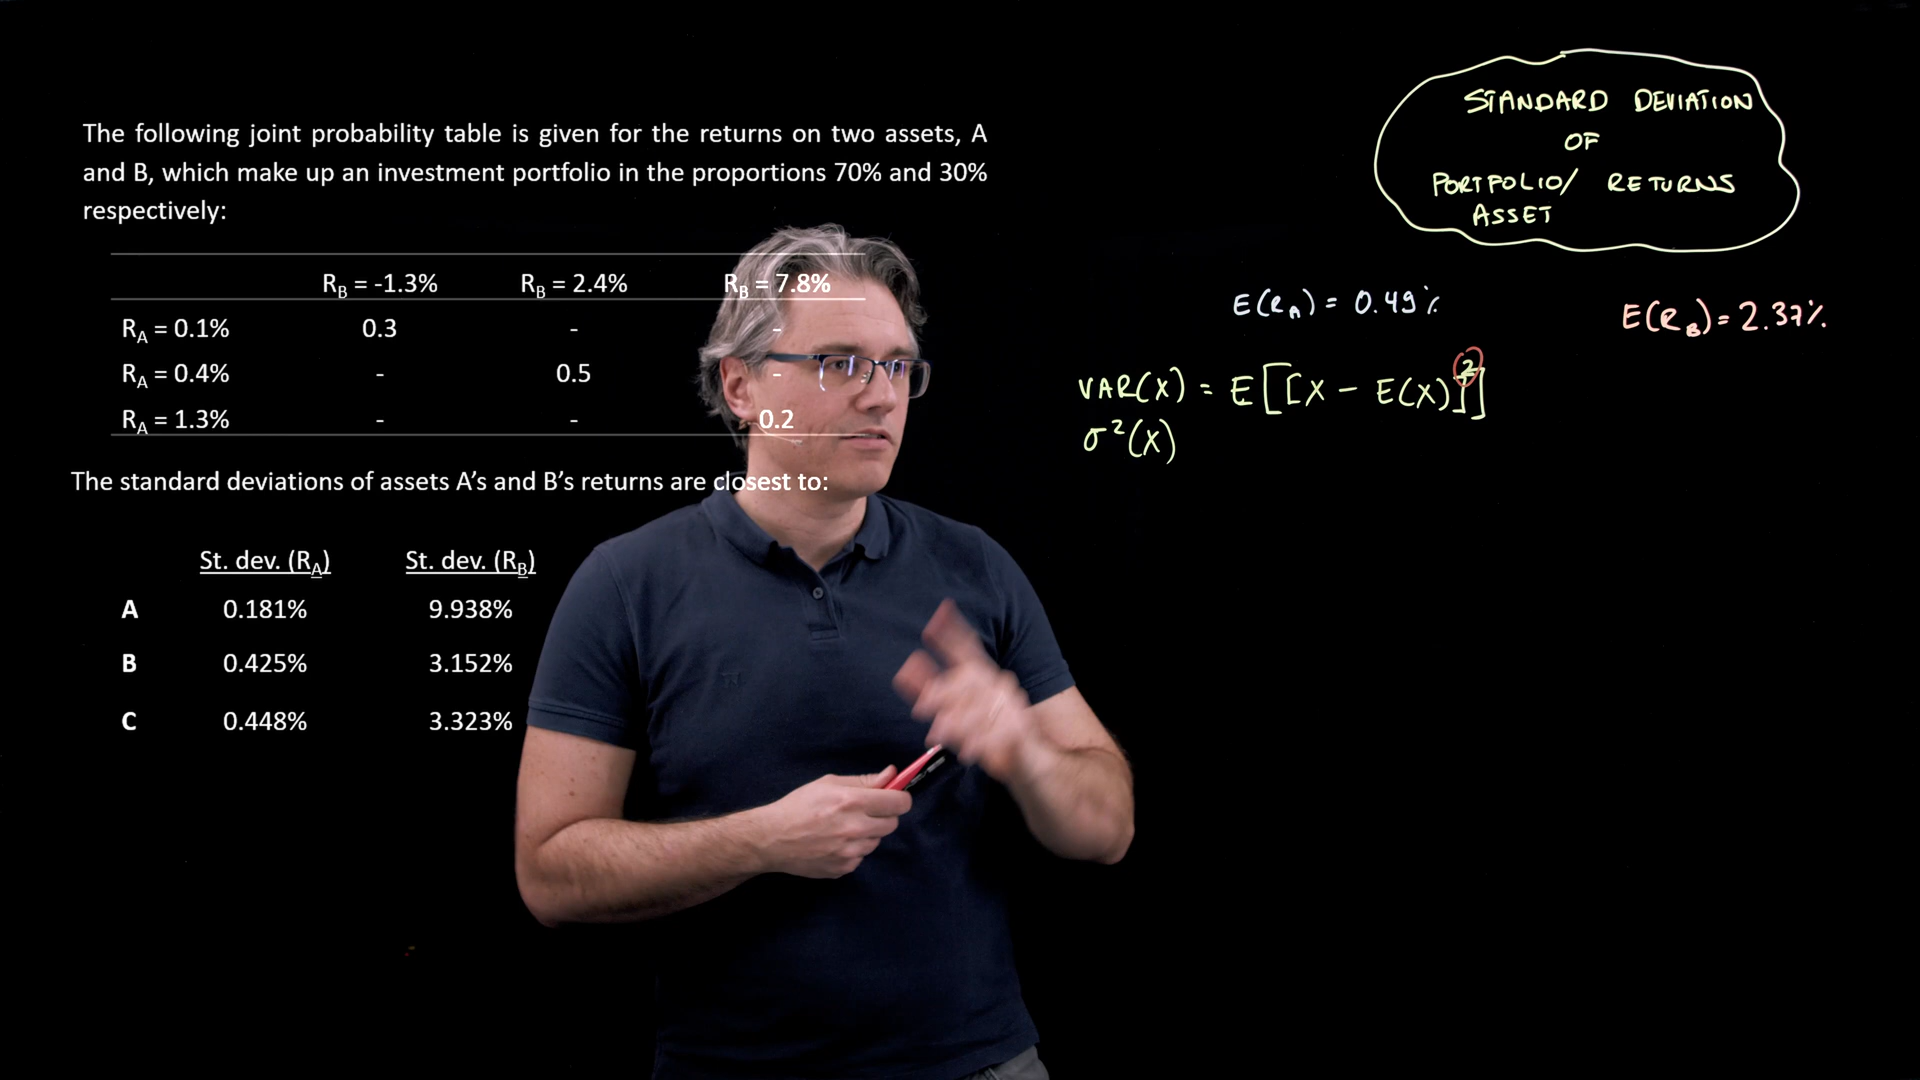 The following joint probability table is given for the returns on two assets, A
and B, which make up an investment portfolio in the proportions 70% and 30%
respectively:
R_B = -1.3% R_B = 2.4% R_B = 7.8%
R_A = 0.1% 0.3 - -
R_A = 0.4% - 0.5 -
R_A = 1.3% - - 0.2
The standard deviations of assets A’s and B’s returns are closest to:
St. dev. (R_A) St. dev. (R_B)
A 0.181% 9.938%
B 0.425% 3.152%
C 0.448% 3.323%
STANDARD DEVIATION
OF
PORTFOLIO/ RETURNS
ASSET
E(R_A) = 0.49%
E(R_B) = 2.37%
VAR(X) = E[[X - E(X)]²]
σ²(X)